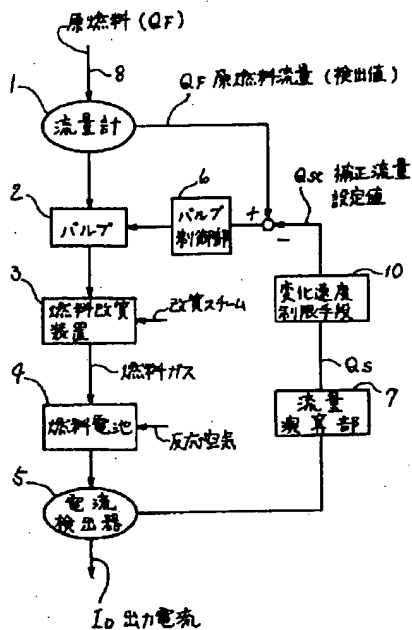 原燃料(QF)
8
1
流量計
QF 原燃料流量(検出値)
2
バルブ
6
バルブ
制御部
+
-
Qsc 補正流量
設定値
3
燃料改質
装置
改質スチーム
10
変化速度
制限手段
Qs
燃料ガス
4
燃料電池
反応空気
7
流量
演算部
5
電流
検出器
ID 出力電流